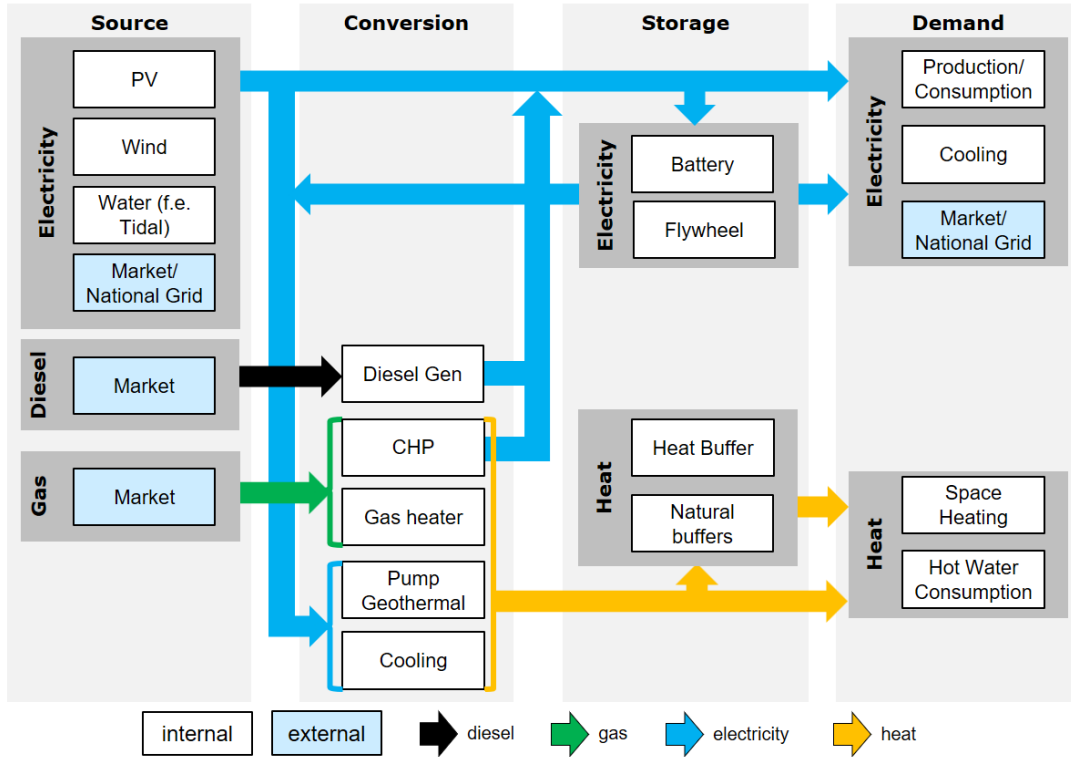 Source
Conversion
Storage
Demand
Electricity
PV
Wind
Water (f.e.
Tidal)
Market/
National Grid
Diesel
Market
Gas
Market
Diesel Gen
CHP
Gas heater
Pump
Geothermal
Cooling
Electricity
Battery
Flywheel
Heat
Heat Buffer
Natural
buffers
Electricity
Production/
Consumption
Cooling
Market/
National Grid
Heat
Space
Heating
Hot Water
Consumption
internal
external
diesel
gas
electricity
heat